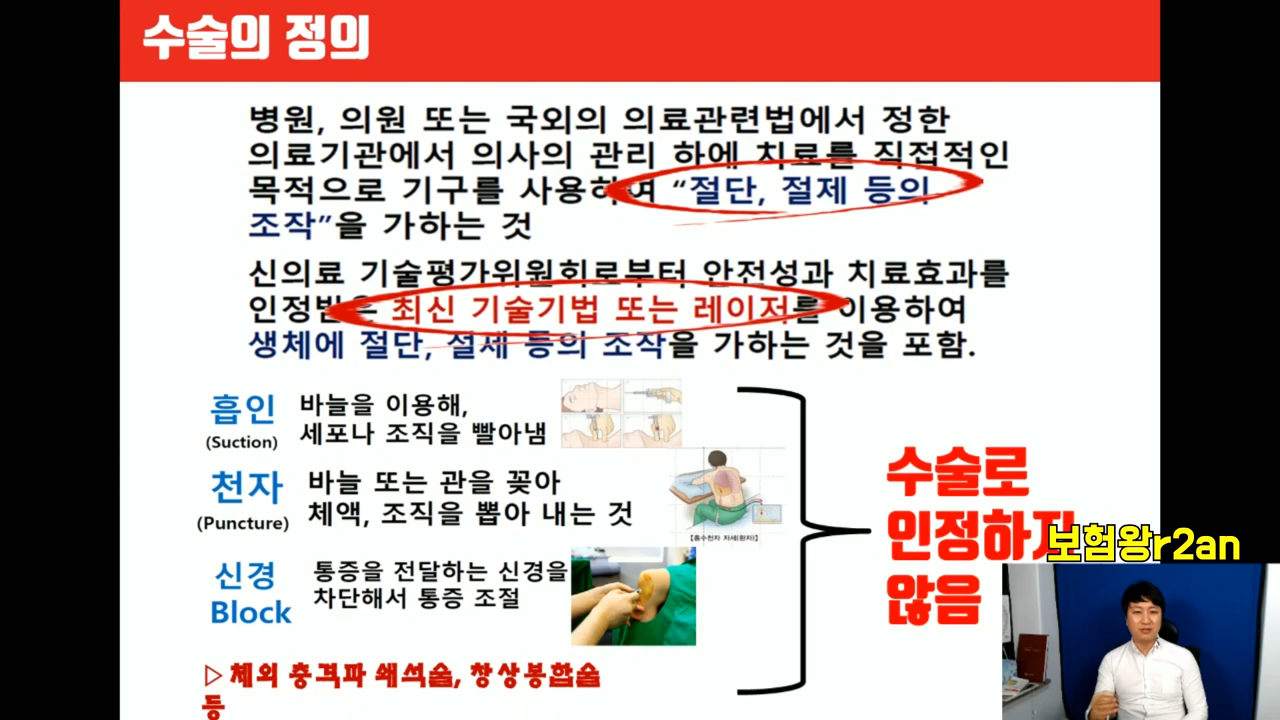 수술의 정의
병원, 의원 또는 국외의 의료관련법에서 정한
의료기관에서 의사의 관리 하에 치료를 직접적인
목적으로 기구를 사용하여 “절단, 절제 등의
조작”을 가하는 것
신의료 기술평가위원회로부터 안전성과 치료효과를
인정받은 최신 기술기법 또는 레이저를 이용하여
생체에 절단, 절제 등의 조작을 가하는 것을 포함.
흡인 바늘을 이용해,
(Suction) 세포나 조직을 빨아냄
천자 바늘 또는 관을 꽂아
(Puncture) 체액, 조직을 뽑아 내는 것
【흉수천자 자세(환자)】
신경 통증을 전달하는 신경을
Block 차단해서 통증 조절
▷ 체외 충격파 쇄석술, 창상봉합술
등
수술로
인정하지
않음
보험왕r2an